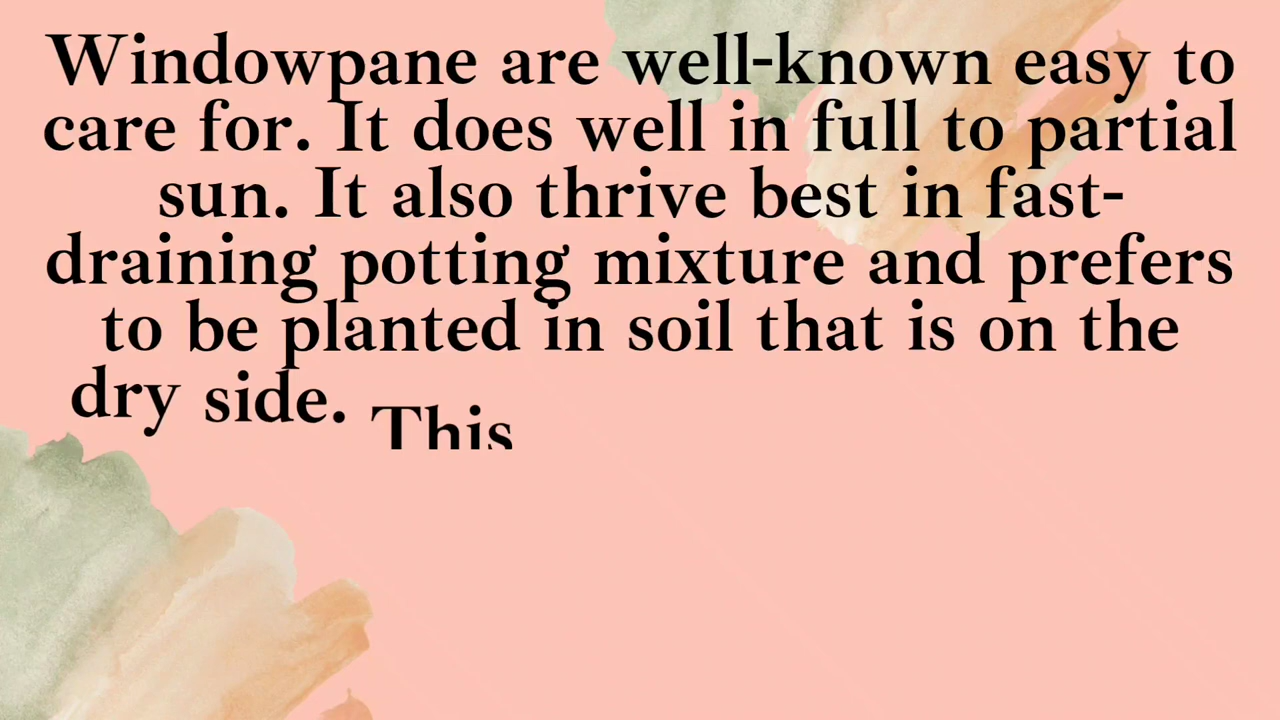 Windowpane are well-known easy to
care for. It does well in full to partial
sun. It also thrive best in fast-
draining potting mixture and prefers
to be planted in soil that is on the
dry side. This